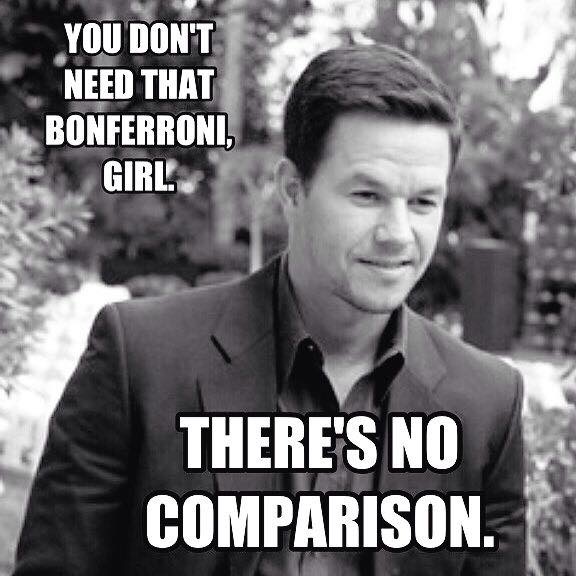 YOU DON'T
NEED THAT
BONFERRONI,
GIRL.
THERE'S NO
COMPARISON.